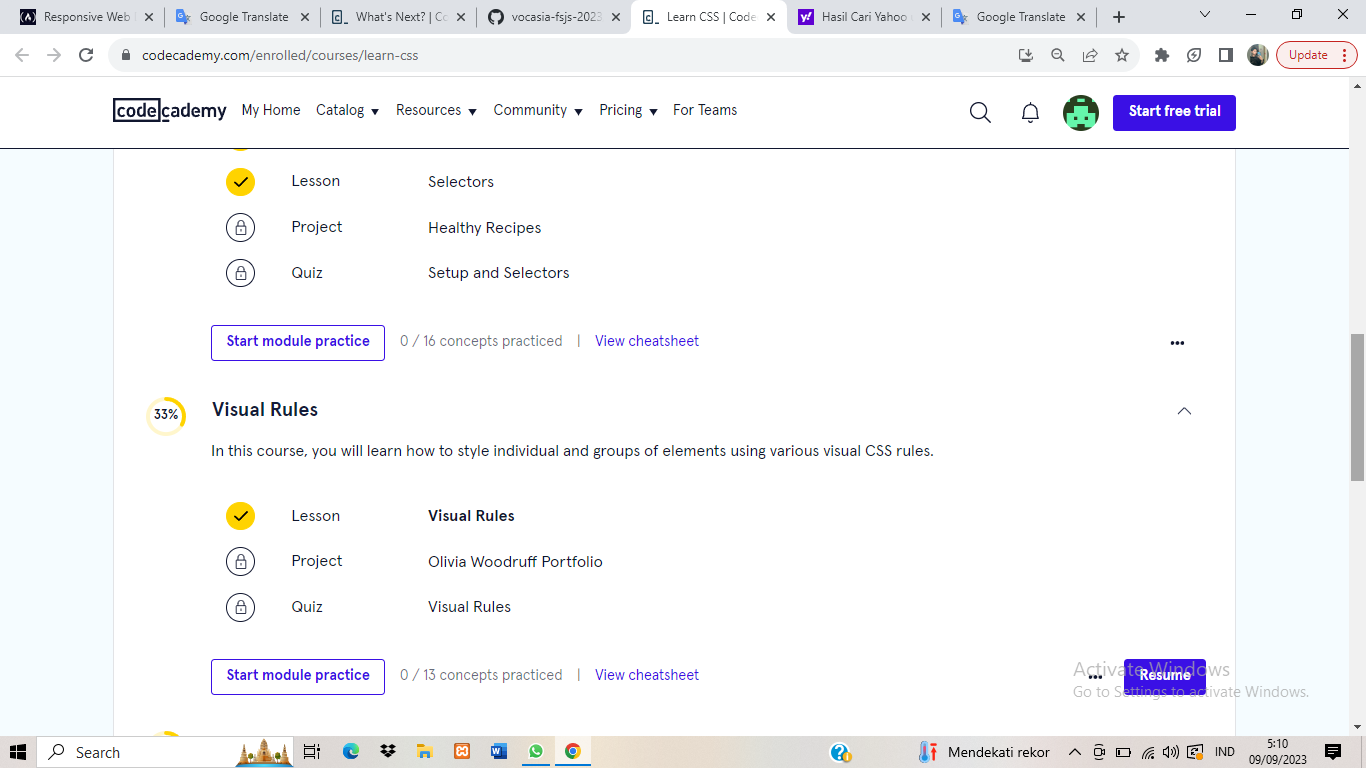 Responsive Web
Google Translate
What's Next? | Co
vocasia-fsjs-2023
Learn CSS | Code
Hasil Cari Yahoo
Google Translate
codecademy.com/enrolled/courses/learn-css
Update
codecademy
My Home
Catalog
Resources
Community
Pricing
For Teams
Start free trial
Lesson Selectors
Project Healthy Recipes
Quiz Setup and Selectors
Start module practice 0 / 16 concepts practiced | View cheatsheet
33% Visual Rules
In this course, you will learn how to style individual and groups of elements using various visual CSS rules.
Lesson Visual Rules
Project Olivia Woodruff Portfolio
Quiz Visual Rules
Start module practice 0 / 13 concepts practiced | View cheatsheet
Resume
Activate Windows
Go to Settings to activate Windows.
Search
Mendekati rekor
IND
5:10
09/09/2023